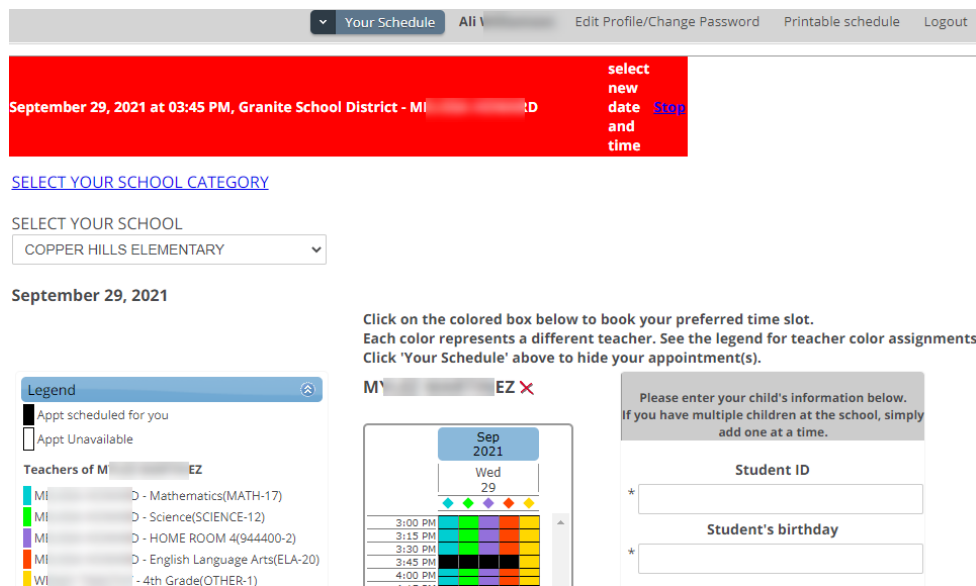 Your Schedule Ali Edit Profile/Change Password Printable schedule Logout
select
new
September 29, 2021 at 03:45 PM, Granite School District - date Stop
and
time
SELECT YOUR SCHOOL CATEGORY
SELECT YOUR SCHOOL
COPPER HILLS ELEMENTARY
September 29, 2021
Click on the colored box below to book your preferred time slot.
Each color represents a different teacher. See the legend for teacher color assignments
Click 'Your Schedule' above to hide your appointment(s).
Legend
Appt scheduled for you
Appt Unavailable
Teachers of
- Mathematics(MATH-17)
- Science(SCIENCE-12)
- HOME ROOM 4(944400-2)
- English Language Arts(ELA-20)
- 4th Grade(OTHER-1)
Sep
2021
Wed
29
3:00 PM
3:15 PM
3:30 PM
3:45 PM
4:00 PM
Please enter your child's information below.
If you have multiple children at the school, simply
add one at a time.
Student ID
*
Student's birthday
*